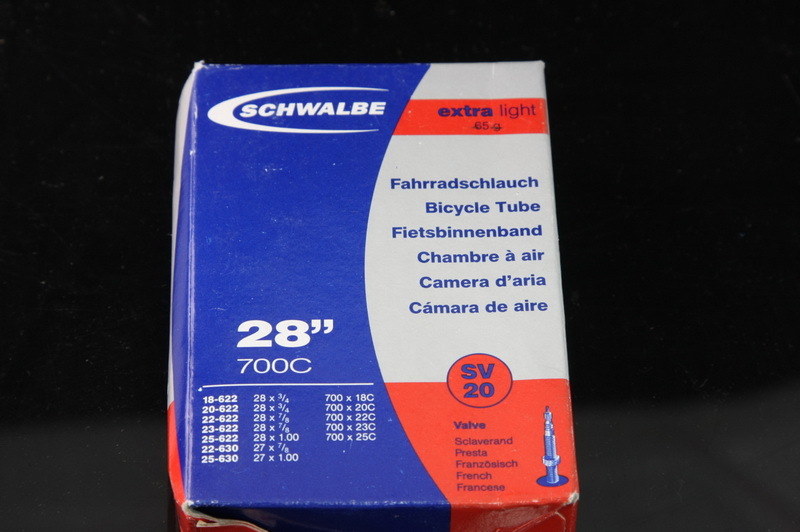 SCHWALBE
extra light
65 g
Fahrradschlauch
Bicycle Tube
Fietsbinnenband
Chambre à air
Camera d'aria
Cámara de aire
28”
700C
18-622 28 x 3/4 700 x 18C
20-622 28 x 3/4 700 x 20C
22-622 28 x 7/8 700 x 22C
23-622 28 x 7/8 700 x 23C
25-622 28 x 1.00 700 x 25C
22-630 27 x 7/8
25-630 27 x 1.00
SV
20
Valve
Sclaverand
Presta
Französisch
French
Francene